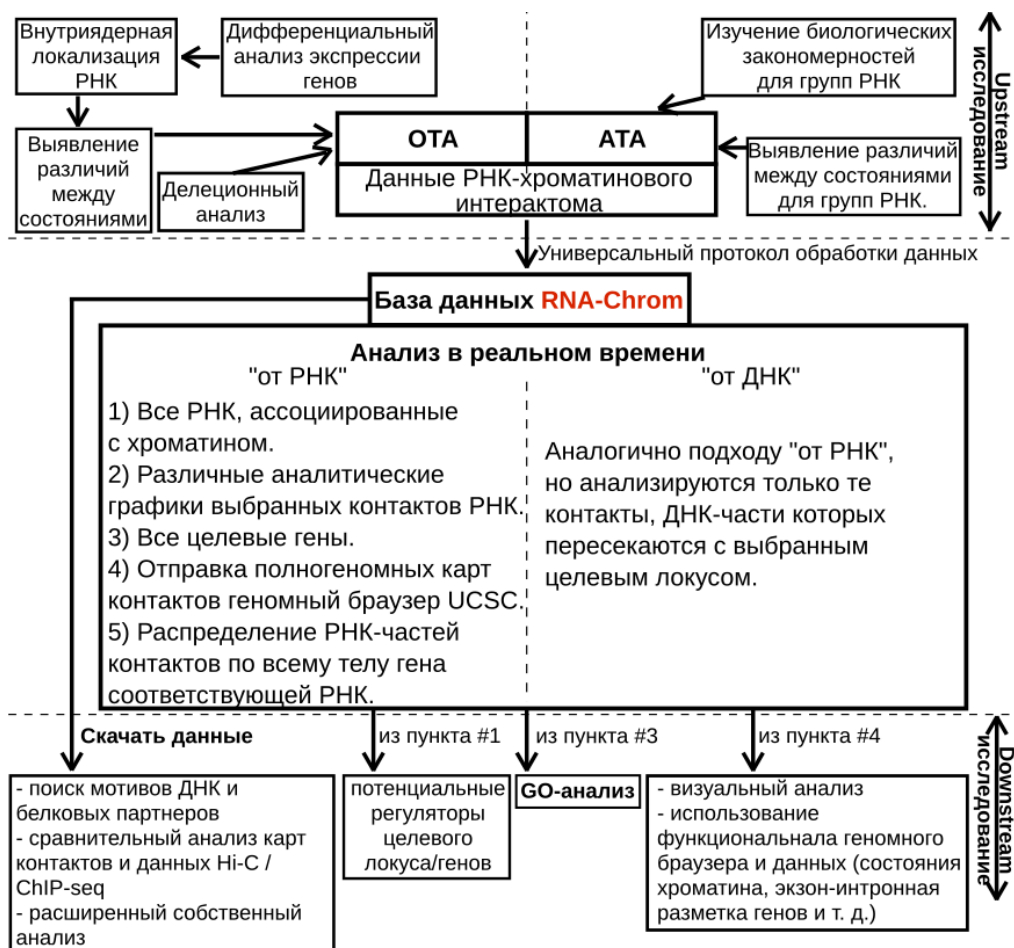 Внутриядерная
локализация
РНК
Дифференциальный
анализ экспрессии
генов
Изучение биологических
закономерностей
для групп РНК
Upstream
исследование
Выявление
различий
между
состояниями
Делеционный
анализ
ОТА
АТА
Данные РНК-хроматинового
интерактома
Выявление различий
между состояниями
для групп РНК.
Универсальный протокол обработки данных
База данных RNA-Chrom
Анализ в реальном времени
"от РНК"
"от ДНК"
1) Все РНК, ассоциированные
с хроматином.
2) Различные аналитические
графики выбранных контактов РНК.
3) Все целевые гены.
4) Отправка полногеномных карт
контактов геномный браузер UCSC.
5) Распределение РНК-частей
контактов по всему телу гена
соответствующей РНК.
Аналогично подходу "от РНК",
но анализируются только те
контакты, ДНК-части которых
пересекаются с выбранным
целевым локусом.
Скачать данные
из пункта #1
из пункта #3
из пункта #4
Downstream
исследование
- поиск мотивов ДНК и
белковых партнеров
- сравнительный анализ карт
контактов и данных Hi-C /
ChIP-seq
- расширенный собственный
анализ
потенциальные
регуляторы
целевого
локуса/генов
GO-анализ
- визуальный анализ
- использование
функциональнала геномного
браузера и данных (состояния
хроматина, экзон-интронная
разметка генов и т. д.)